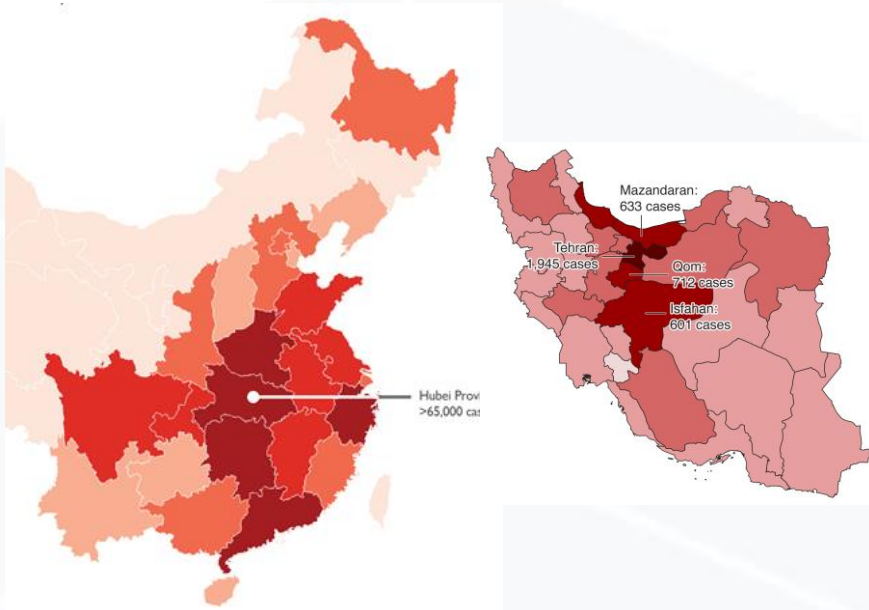 Hubei Provi
>65,000 cas
Mazandaran:
633 cases
Tehran:
1,945 cases
Qom:
712 cases
Isfahan:
601 cases